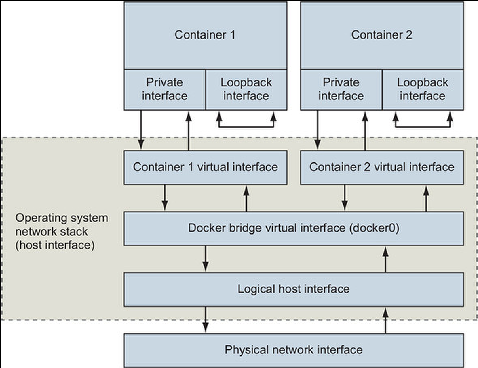 Container 1
Container 2
Private
interface
Loopback
interface
Private
interface
Loopback
interface
Container 1 virtual interface
Container 2 virtual interface
Operating system
network stack
(host interface)
Docker bridge virtual interface (docker0)
Logical host interface
Physical network interface